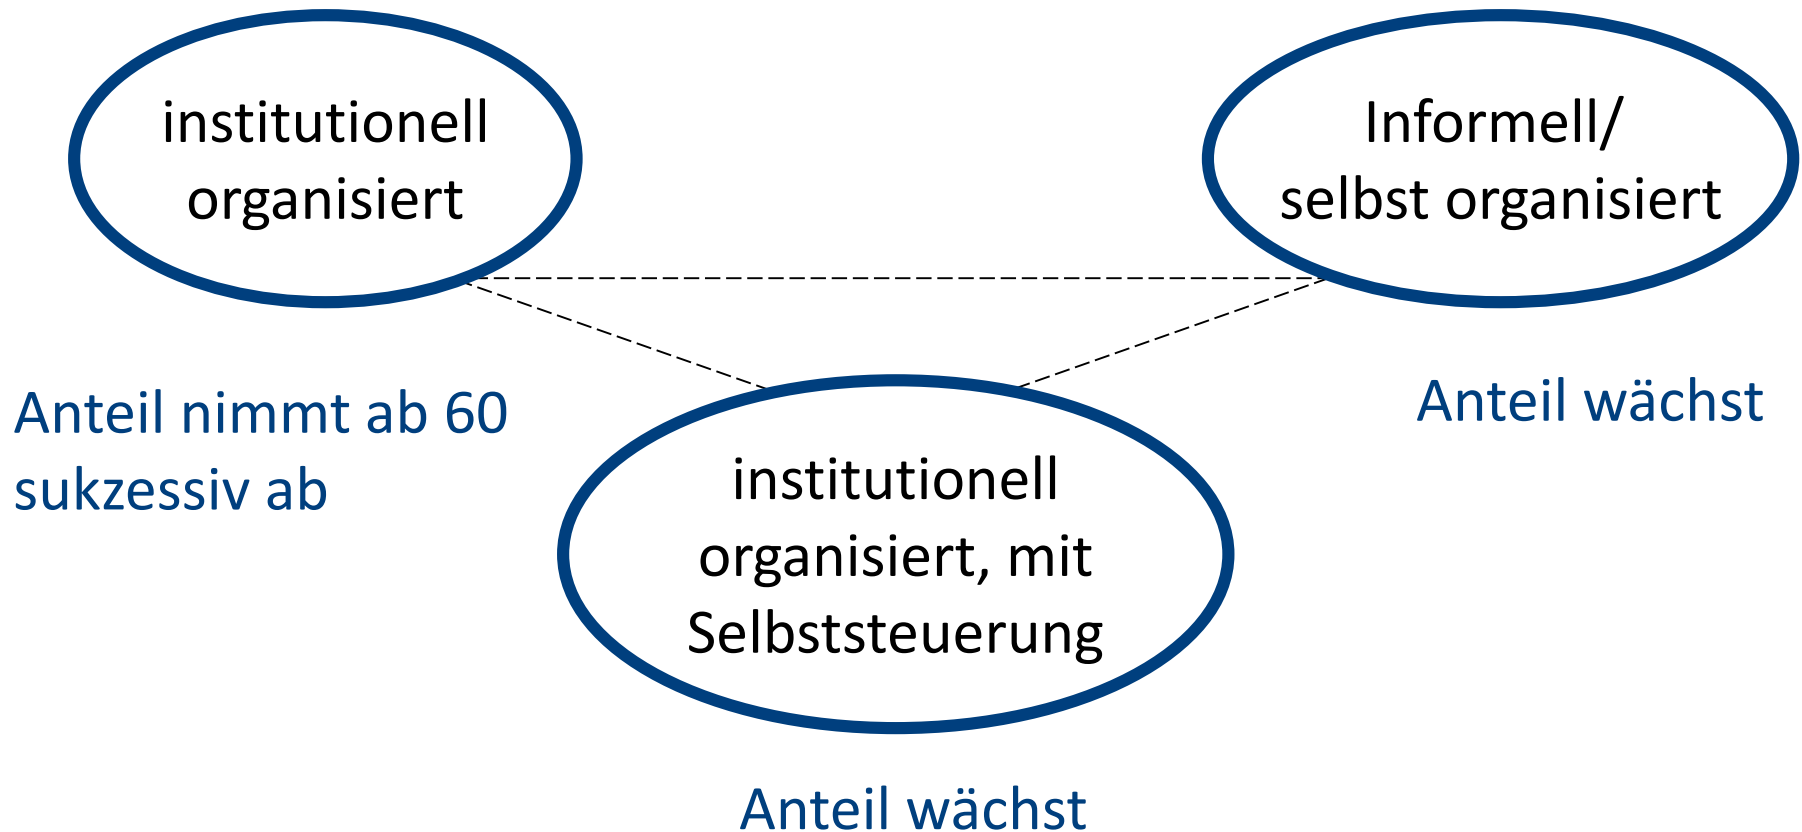 institutionell
organisiert
Informell/
selbst organisiert
Anteil nimmt ab 60
sukzessiv ab
Anteil wächst
institutionell
organisiert, mit
Selbststeuerung
Anteil wächst